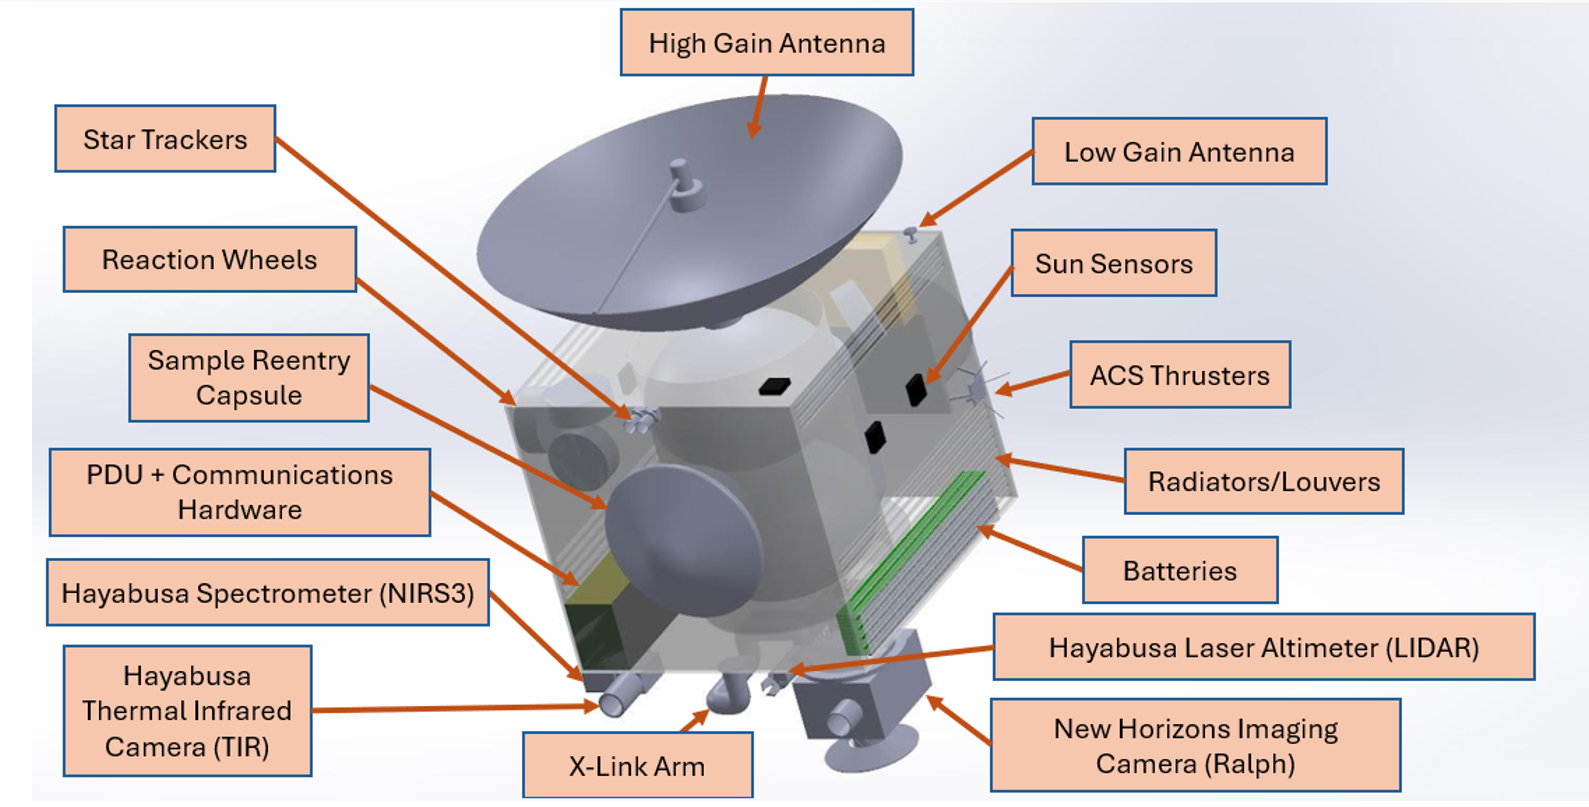 High Gain Antenna
Star Trackers
Low Gain Antenna
Reaction Wheels
Sun Sensors
Sample Reentry
Capsule
ACS Thrusters
PDU + Communications
Hardware
Radiators/Louvers
Hayabusa Spectrometer (NIRS3)
Batteries
Hayabusa
Thermal Infrared
Camera (TIR)
Hayabusa Laser Altimeter (LIDAR)
X-Link Arm
New Horizons Imaging
Camera (Ralph)